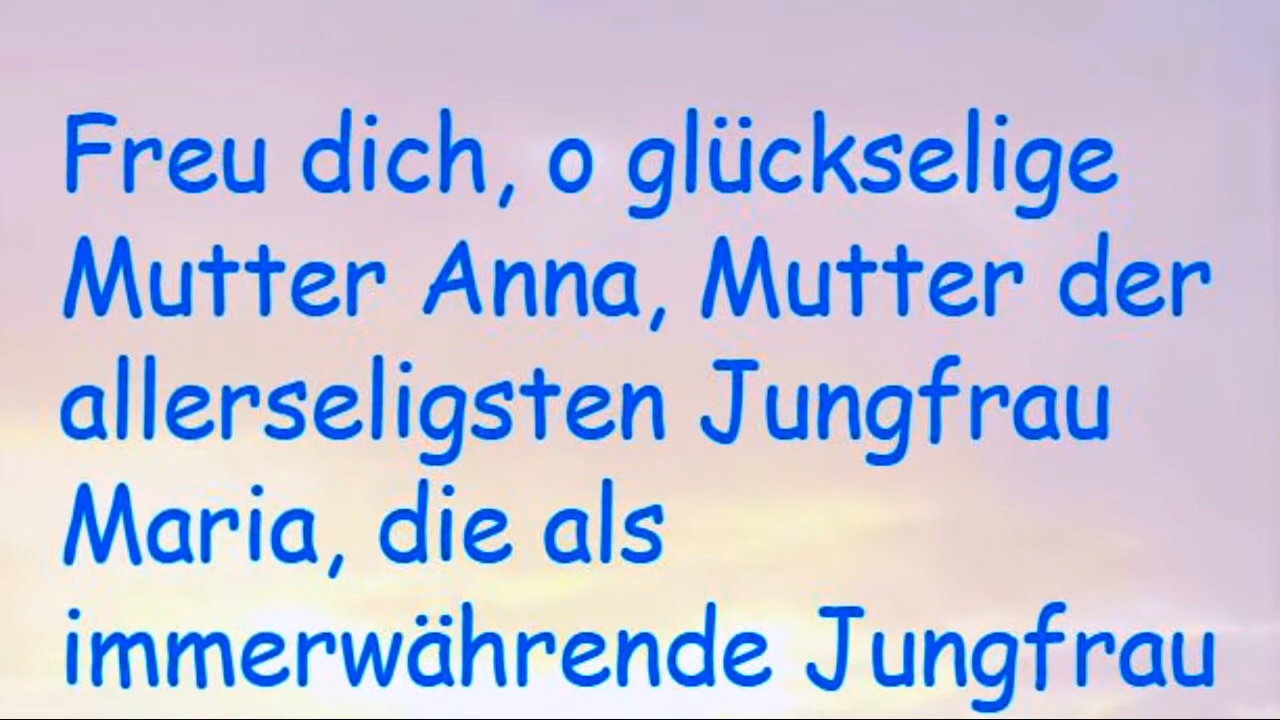 Freu dich, o glückselige
Mutter Anna, Mutter der
allerseligsten Jungfrau
Maria, die als
immerwährende Jungfrau